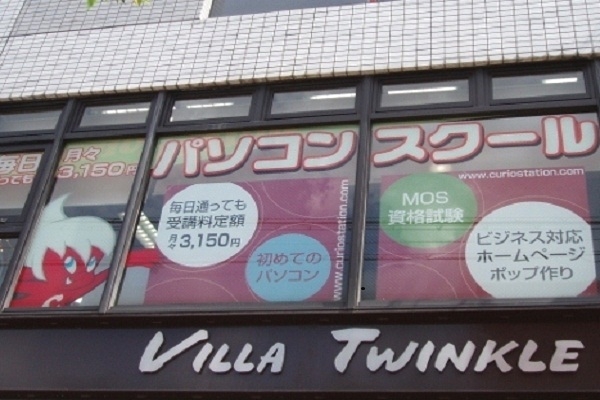 毎日
月々
っても
3,150円
パソコン
スクール
www.curiostation.com
毎日通っても
受講料定額
月々3,150円
初めての
パソコン
www.curiostation.com
MOS
資格試験
ビジネス対応
ホームページ
ポップ作り
VILLA TWINKLE